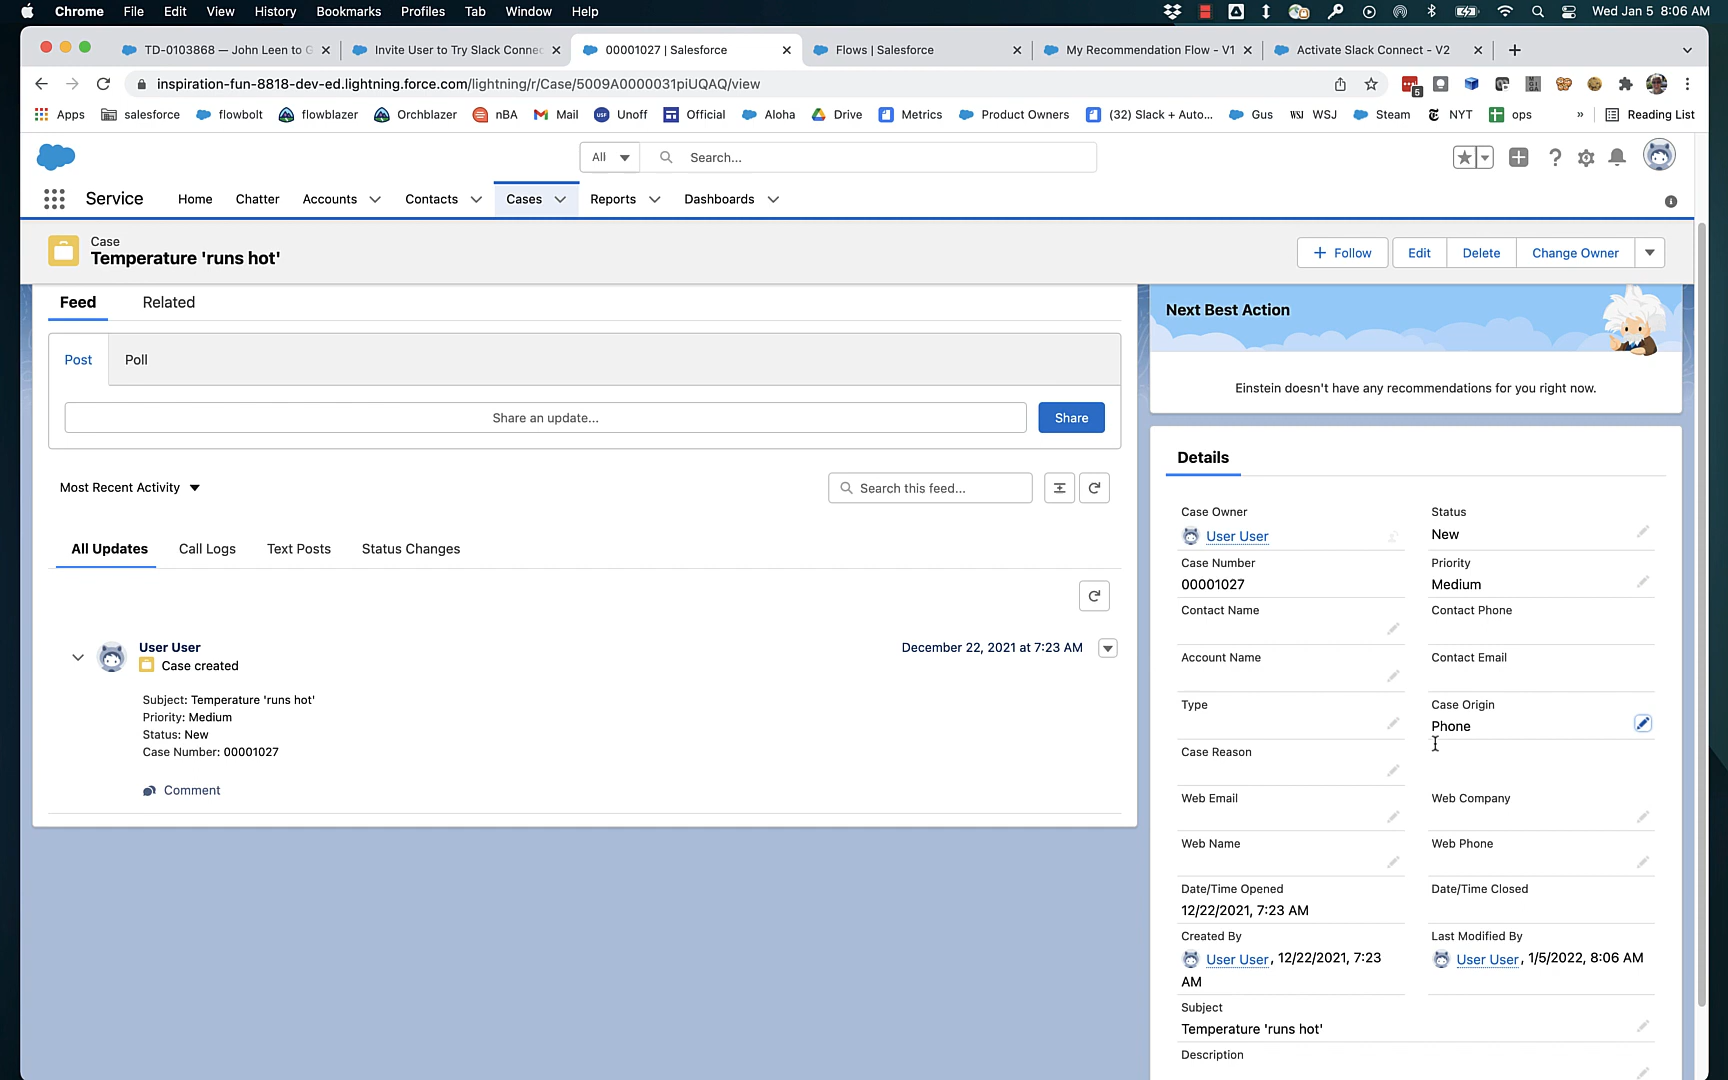 Chrome File Edit View History Bookmarks Profiles Tab Window Help Wed Jan 5 8:06 AM
TD-0103868 — John Leen to G
Invite User to Try Slack Connec
00001027 | Salesforce
Flows | Salesforce
My Recommendation Flow - V1
Activate Slack Connect - V2
inspiration-fun-8818-dev-ed.lightning.force.com/lightning/r/Case/5009A0000031piUQAQ/view
5
Apps salesforce flowbolt flowblazer Orchblazer nBA Mail Unoff Official Aloha Drive Metrics Product Owners (32) Slack + Auto... Gus WSJ WSJ Steam NYT ops » Reading List
All Search...
Service Home Chatter Accounts Contacts Cases Reports Dashboards
Case
Temperature 'runs hot'
+ Follow Edit Delete Change Owner
Feed Related
Post Poll
Share an update... Share
Most Recent Activity Search this feed...
All Updates Call Logs Text Posts Status Changes
User User December 22, 2021 at 7:23 AM
Case created
Subject: Temperature 'runs hot'
Priority: Medium
Status: New
Case Number: 00001027
Comment
Next Best Action
Einstein doesn't have any recommendations for you right now.
Details
Case Owner Status
User User New
Case Number Priority
00001027 Medium
Contact Name Contact Phone
Account Name Contact Email
Type Case Origin
Phone
Case Reason
Web Email Web Company
Web Name Web Phone
Date/Time Opened Date/Time Closed
12/22/2021, 7:23 AM
Created By Last Modified By
User User, 12/22/2021, 7:23 User User, 1/5/2022, 8:06 AM
AM
Subject
Temperature 'runs hot'
Description